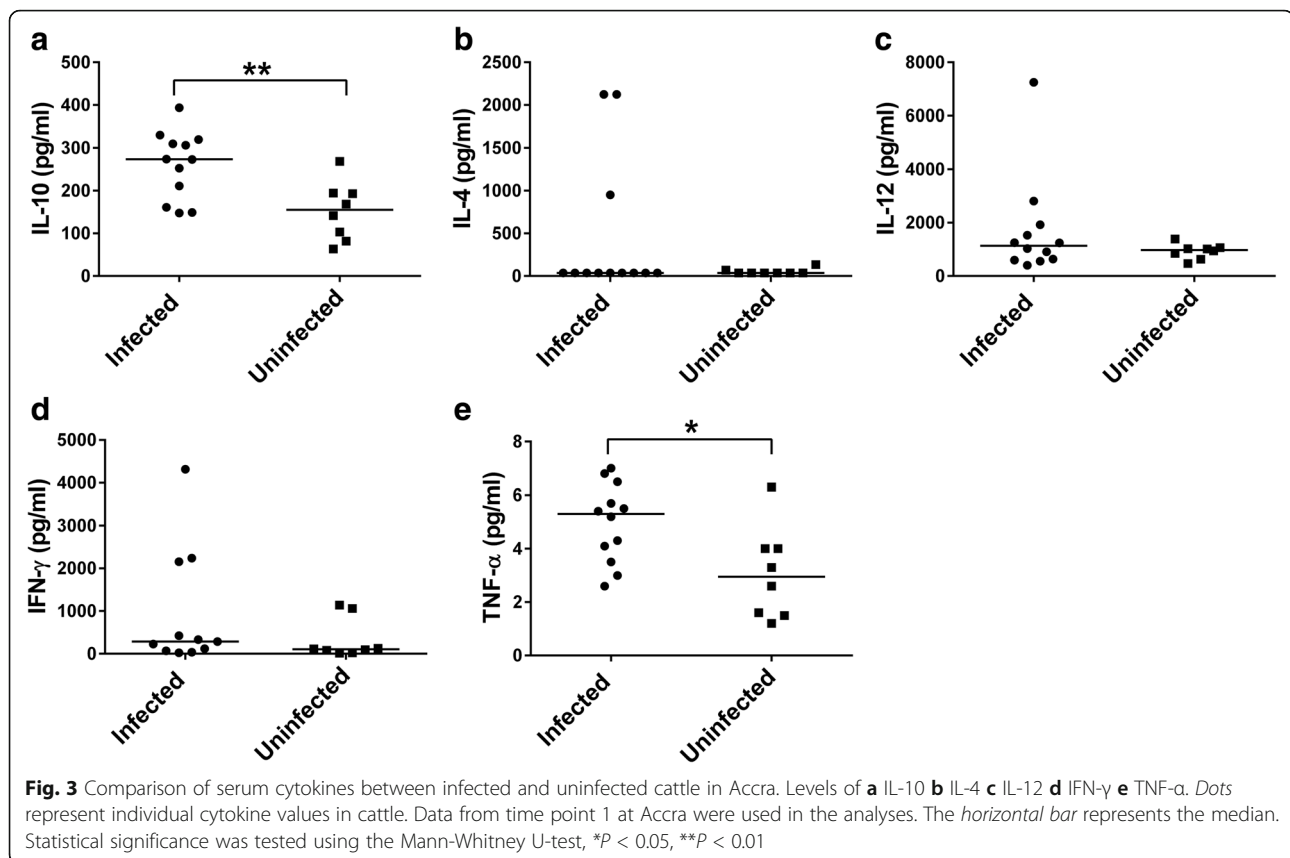 a
b
c
500
400
300
200
100
0
IL-10 (pg/ml)
**
Infected
Uninfected
2500
2000
1500
1000
500
0
IL-4 (pg/ml)
Infected
Uninfected
8000
6000
4000
2000
0
IL-12 (pg/ml)
Infected
Uninfected
d
e
5000
4000
3000
2000
1000
0
IFN-γ (pg/ml)
Infected
Uninfected
8
6
4
2
0
TNF-α (pg/ml)
*
Infected
Uninfected
Fig. 3 Comparison of serum cytokines between infected and uninfected cattle in Accra. Levels of a IL-10 b IL-4 c IL-12 d IFN-γ e TNF-α. Dots
represent individual cytokine values in cattle. Data from time point 1 at Accra were used in the analyses. The horizontal bar represents the median.
Statistical significance was tested using the Mann-Whitney U-test, *P < 0.05, **P < 0.01